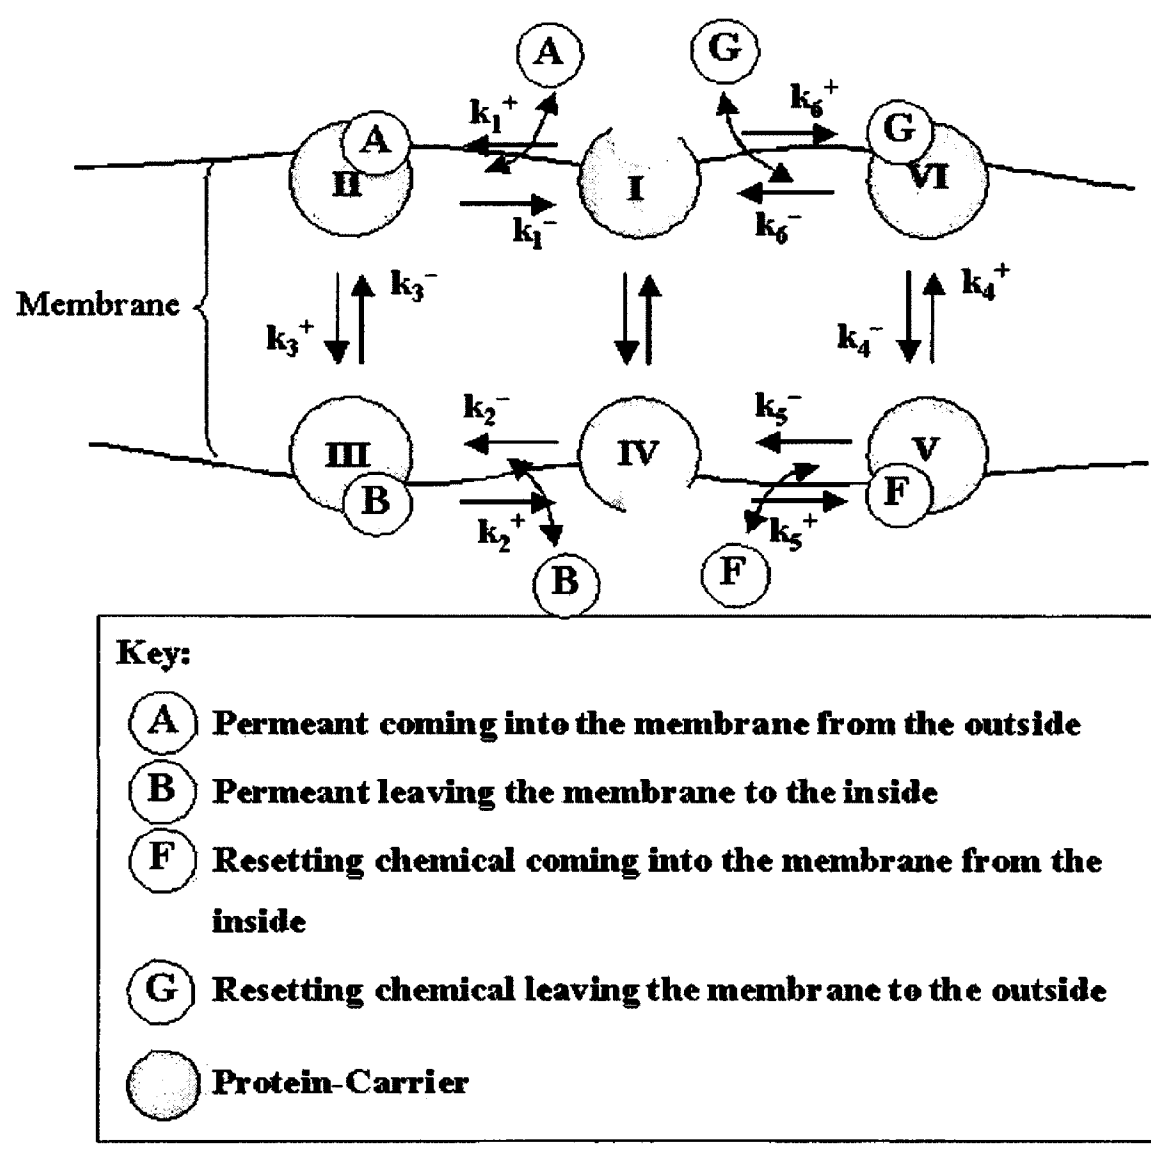 A G
k₁⁺ k₆⁺
A G
II I VI
k₁⁻ k₆⁻
k₃⁻ k₄⁺
Membrane
k₃⁺ k₄⁻
k₂⁻ k₅⁻
III IV V
B F
k₂⁺ k₅⁺
B F
Key:
A Permeant coming into the membrane from the outside
B Permeant leaving the membrane to the inside
F Resetting chemical coming into the membrane from the
inside
G Resetting chemical leaving the membrane to the outside
Protein-Carrier